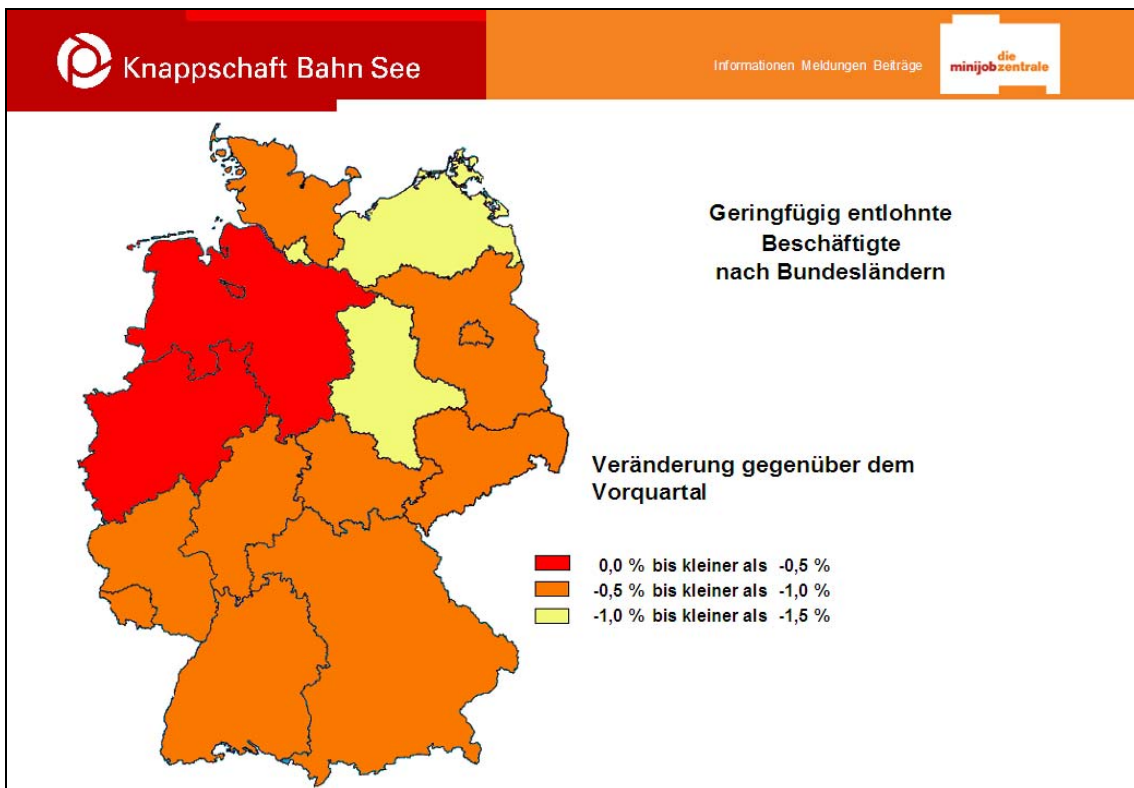 Knappschaft Bahn See
Informationen Meldungen Beiträge
die
minijobzentrale
Geringfügig entlohnte
Beschäftigte
nach Bundesländern
Veränderung gegenüber dem
Vorquartal
0,0 % bis kleiner als -0,5 %
-0,5 % bis kleiner als -1,0 %
-1,0 % bis kleiner als -1,5 %